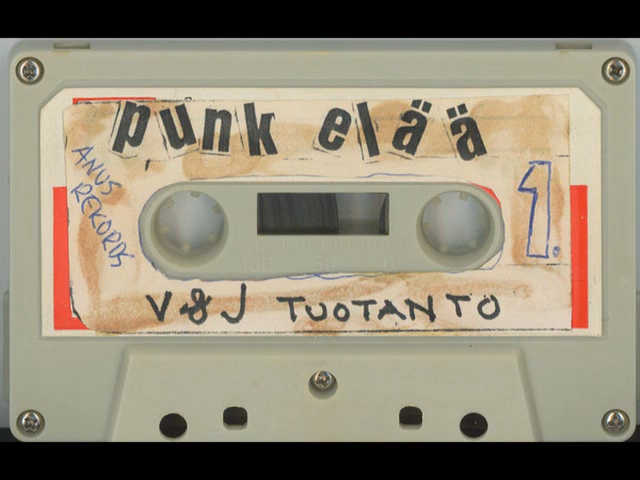 punk elää
ANUS
REKORDS
1.
V&J TUOTANTO